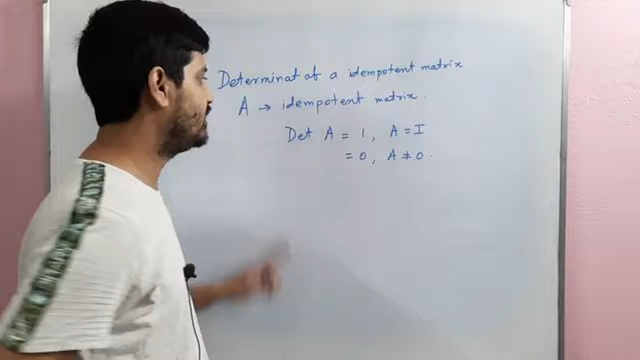 Determinat of a idempotent matrix
A → idempotent matrix.
Det A = 1, A = I
= 0, A ≠ 0.